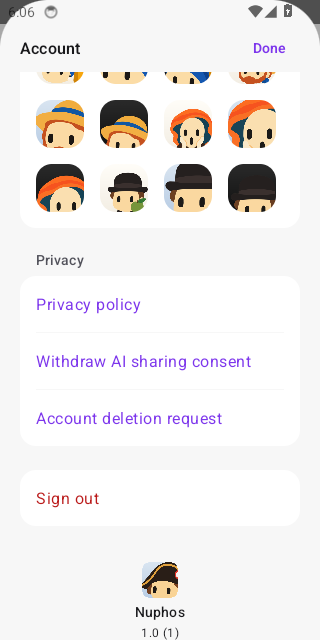 6:06
Account
Done
Privacy
Privacy policy
Withdraw AI sharing consent
Account deletion request
Sign out
Nuphos
1.0 (1)